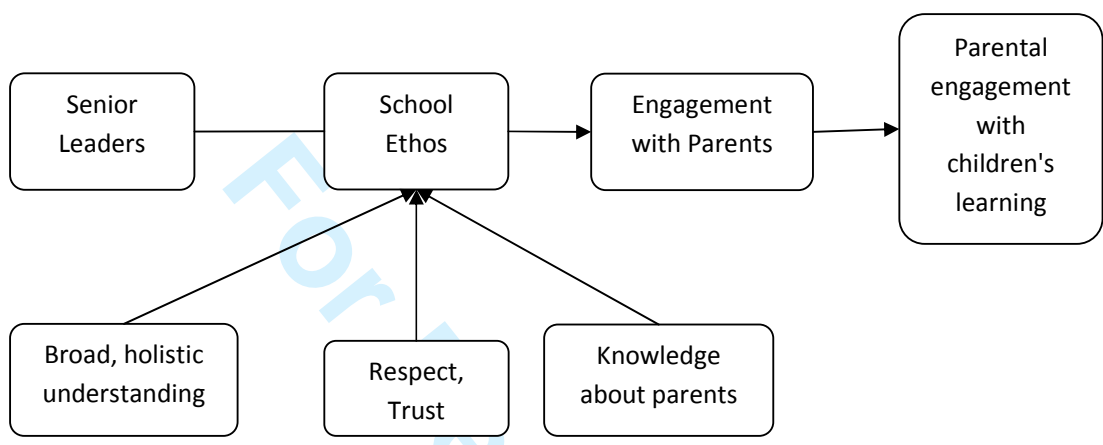 Senior
Leaders
School
Ethos
Engagement
with Parents
Parental
engagement
with
children's
learning
Broad, holistic
understanding
Respect,
Trust
Knowledge
about parents
For